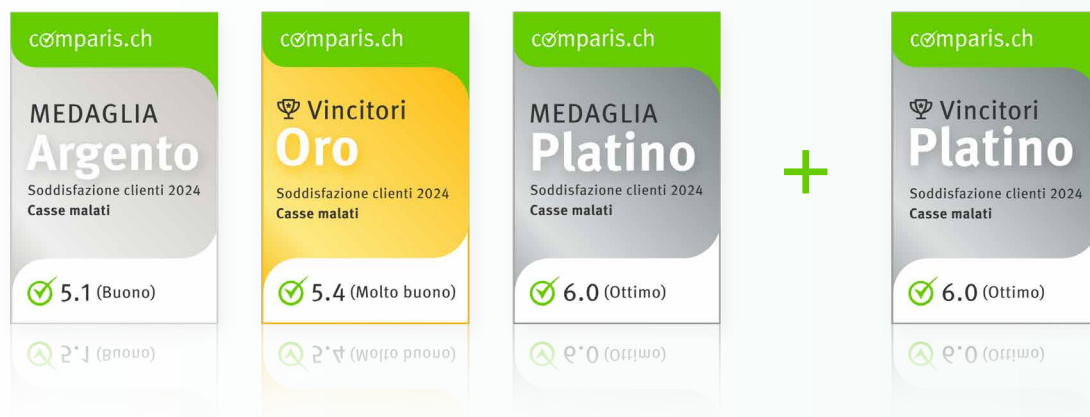 comparis.ch
MEDAGLIA
Argento
Soddisfazione clienti 2024
Casse malati
5.1 (Buono)
comparis.ch
Vincitori
Oro
Soddisfazione clienti 2024
Casse malati
5.4 (Molto buono)
comparis.ch
MEDAGLIA
Platino
Soddisfazione clienti 2024
Casse malati
6.0 (Ottimo)
+
comparis.ch
Vincitori
Platino
Soddisfazione clienti 2024
Casse malati
6.0 (Ottimo)